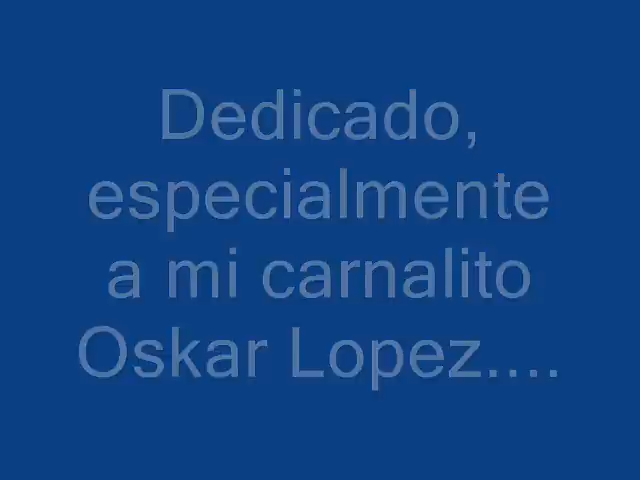 Dedicado,
especialmente
a mi carnalito
Oskar Lopez....